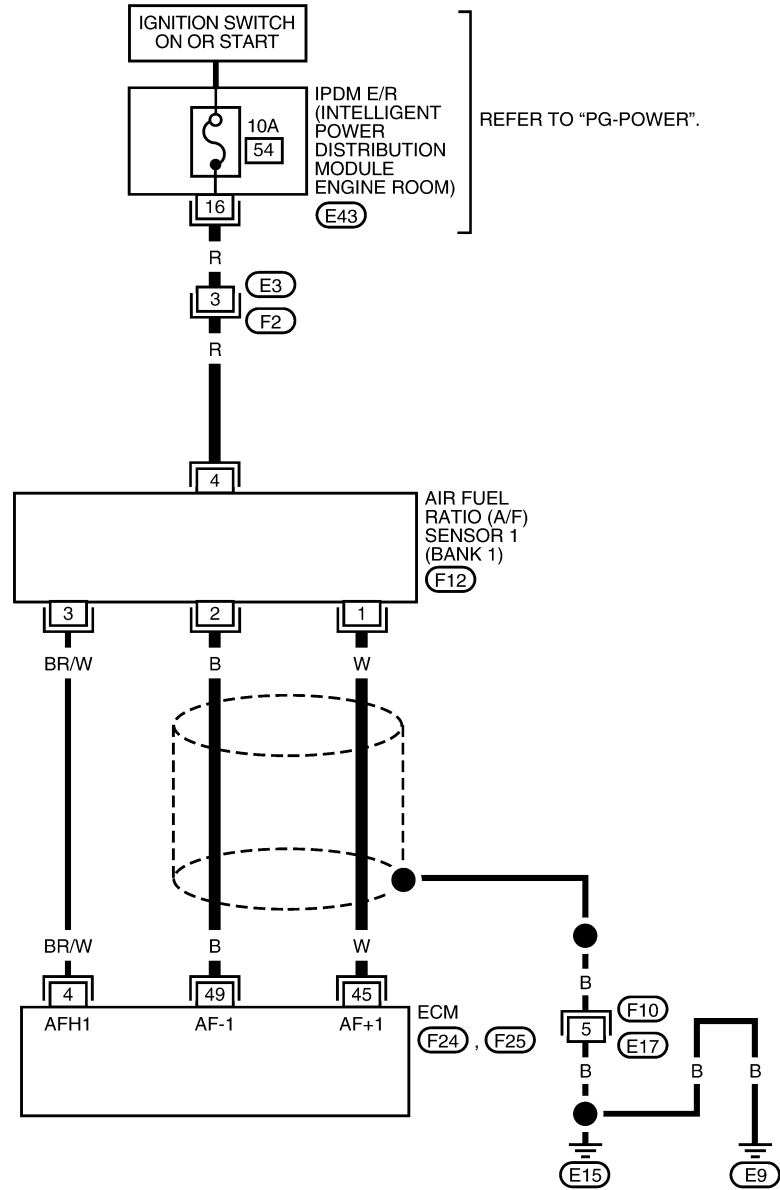 IGNITION SWITCH
ON OR START
IPDM E/R
(INTELLIGENT
POWER
DISTRIBUTION
MODULE
ENGINE ROOM)
REFER TO “PG-POWER”.
10A
54
16
E43
R
3
E3
F2
R
4
AIR FUEL
RATIO (A/F)
SENSOR 1
(BANK 1)
F12
3
2
1
BR/W
B
W
BR/W
B
W
4
49
45
AFH1
AF-1
AF+1
ECM
F24 , F25
B
5
F10
E17
B
B
B
E15
E9